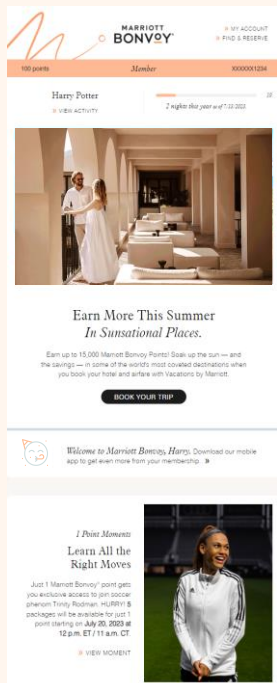 MARRIOTT
BONVOY
» MY ACCOUNT
» FIND & RESERVE
100 points
Member
XXXXXX1234
Harry Potter
» VIEW ACTIVITY
2 nights this year as of 7-13-2023
Earn More This Summer
In Sunsational Places.
Earn up to 15,000 Marriott Bonvoy Points! Soak up the sun — and
the savings — in some of the world's most coveted destinations when
you book your hotel and airfare with Vacations by Marriott.
BOOK YOUR TRIP
Welcome to Marriott Bonvoy, Harry. Download our mobile
app to get even more from your membership. »
1 Point Moments
Learn All the
Right Moves
Just 1 Marriott Bonvoy® point gets
you exclusive access to join soccer
phenom Trinity Rodman. HURRY! 5
packages will be available for just 1
point starting on July 20, 2023 at
12 p.m. ET / 11 a.m. CT.
» VIEW MOMENT